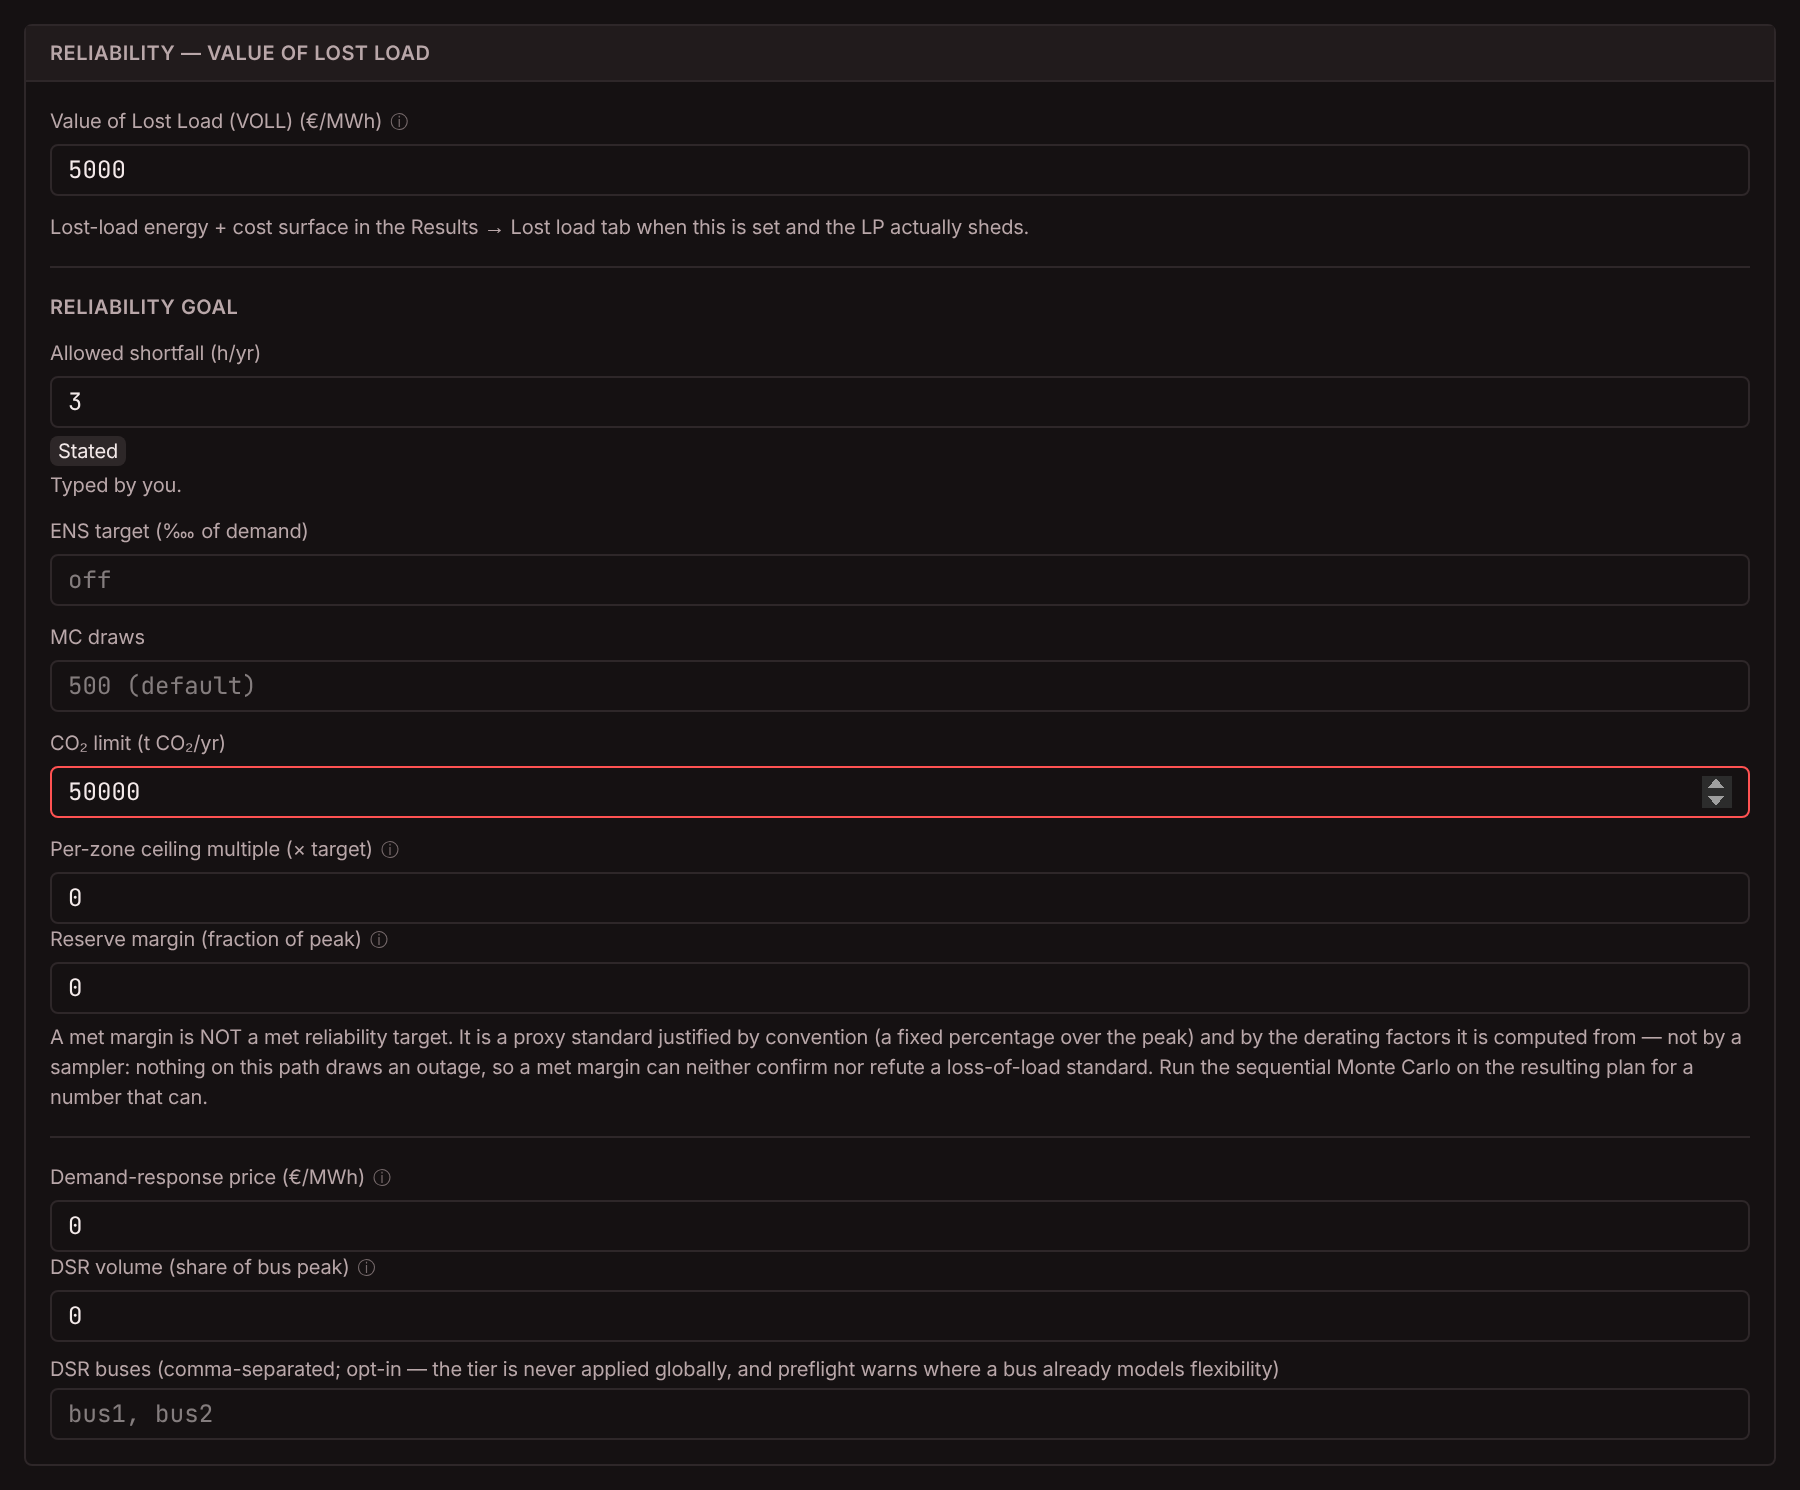 RELIABILITY — VALUE OF LOST LOAD
Value of Lost Load (VOLL) (€/MWh) ⓘ
5000
Lost-load energy + cost surface in the Results → Lost load tab when this is set and the LP actually sheds.
RELIABILITY GOAL
Allowed shortfall (h/yr)
3
Stated
Typed by you.
ENS target (‱ of demand)
off
MC draws
500 (default)
CO₂ limit (t CO₂/yr)
50000
Per-zone ceiling multiple (× target) ⓘ
0
Reserve margin (fraction of peak) ⓘ
0
A met margin is NOT a met reliability target. It is a proxy standard justified by convention (a fixed percentage over the peak) and by the derating factors it is computed from — not by a
sampler: nothing on this path draws an outage, so a met margin can neither confirm nor refute a loss-of-load standard. Run the sequential Monte Carlo on the resulting plan for a
number that can.
Demand-response price (€/MWh) ⓘ
0
DSR volume (share of bus peak) ⓘ
0
DSR buses (comma-separated; opt-in — the tier is never applied globally, and preflight warns where a bus already models flexibility)
bus1, bus2